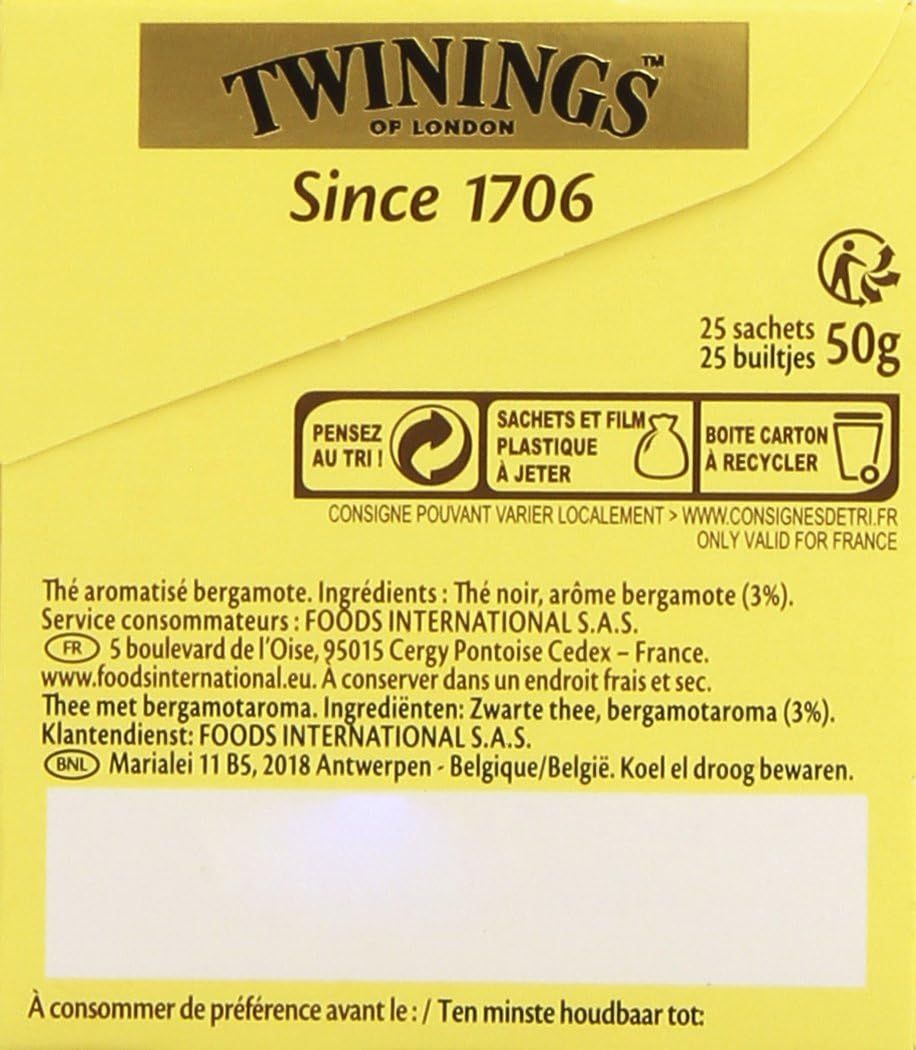 TWININGS™
OF LONDON
Since 1706
25 sachets
25 builtjes
50g
PENSEZ
AU TRI !
SACHETS ET FILM
PLASTIQUE
À JETER
BOITE CARTON
À RECYCLER
CONSIGNE POUVANT VARIER LOCALEMENT > WWW.CONSIGNESDETRI.FR
ONLY VALID FOR FRANCE
Thé aromatisé bergamote. Ingrédients : Thé noir, arôme bergamote (3%).
Service consommateurs : FOODS INTERNATIONAL S.A.S.
FR 5 boulevard de l'Oise, 95015 Cergy Pontoise Cedex – France.
www.foodsinternational.eu. À conserver dans un endroit frais et sec.
Thee met bergamotaroma. Ingrediënten: Zwarte thee, bergamotaroma (3%).
Klantendienst: FOODS INTERNATIONAL S.A.S.
BNL Marialei 11 B5, 2018 Antwerpen - Belgique/België. Koel el droog bewaren.
À consommer de préférence avant le : / Ten minste houdbaar tot: